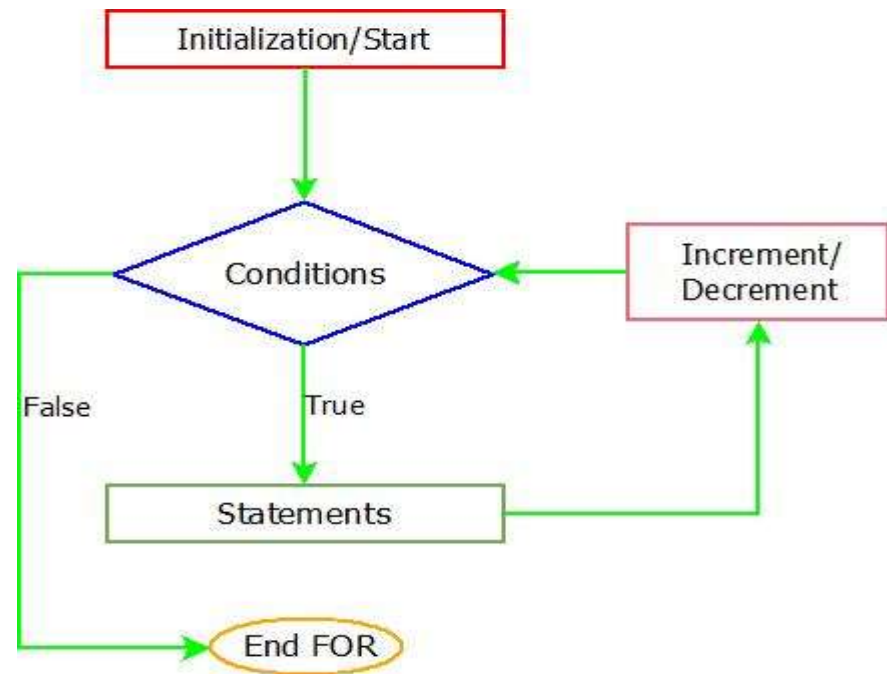 Initialization/Start
Conditions
Increment/
Decrement
False
True
Statements
End FOR